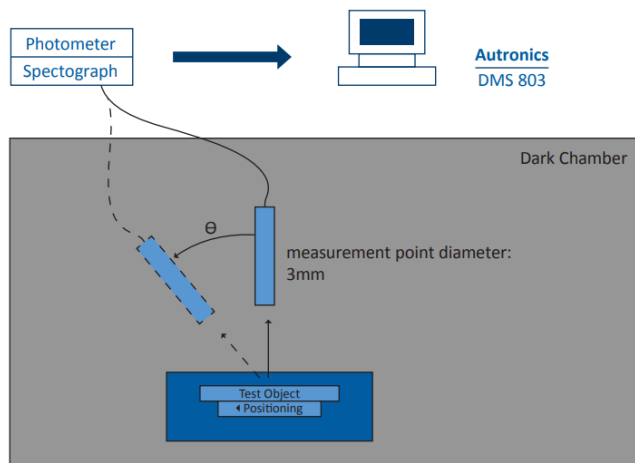 Photometer
Spectograph
Autronics
DMS 803
Dark Chamber
Θ
measurement point diameter:
3mm
Test Object
Positioning